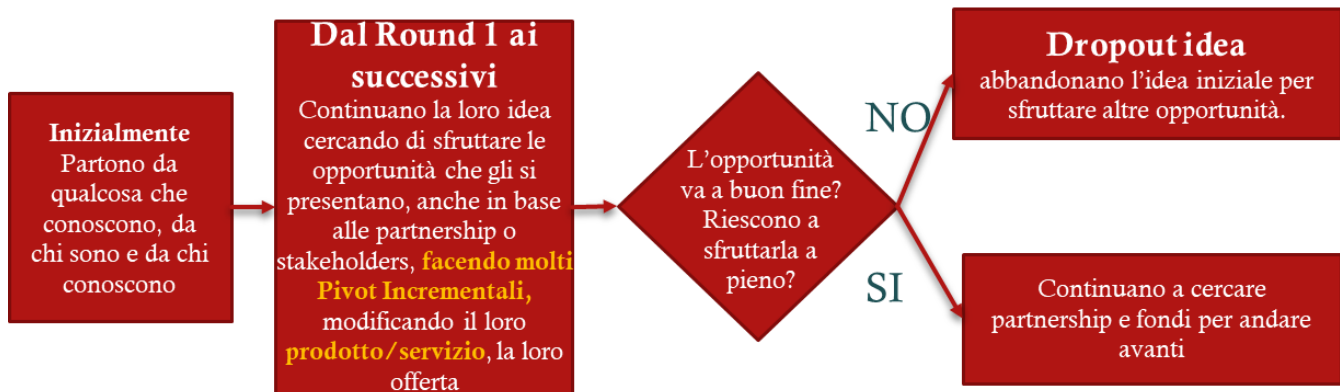 Inizialmente
Partono da
qualcosa che
conoscono, da
chi sono e da chi
conoscono
Dal Round 1 ai
successivi
Continuano la loro idea
cercando di sfruttare le
opportunità che gli si
presentano, anche in base
alle partnership o
stakeholders, facendo molti
Pivot Incrementali,
modificando il loro
prodotto/servizio, la loro
offerta
L’opportunità
va a buon fine?
Riescono a
sfruttarla a
pieno?
NO
Dropout idea
abbandonano l’idea iniziale per
sfruttare altre opportunità.
SI
Continuano a cercare
partnership e fondi per andare
avanti